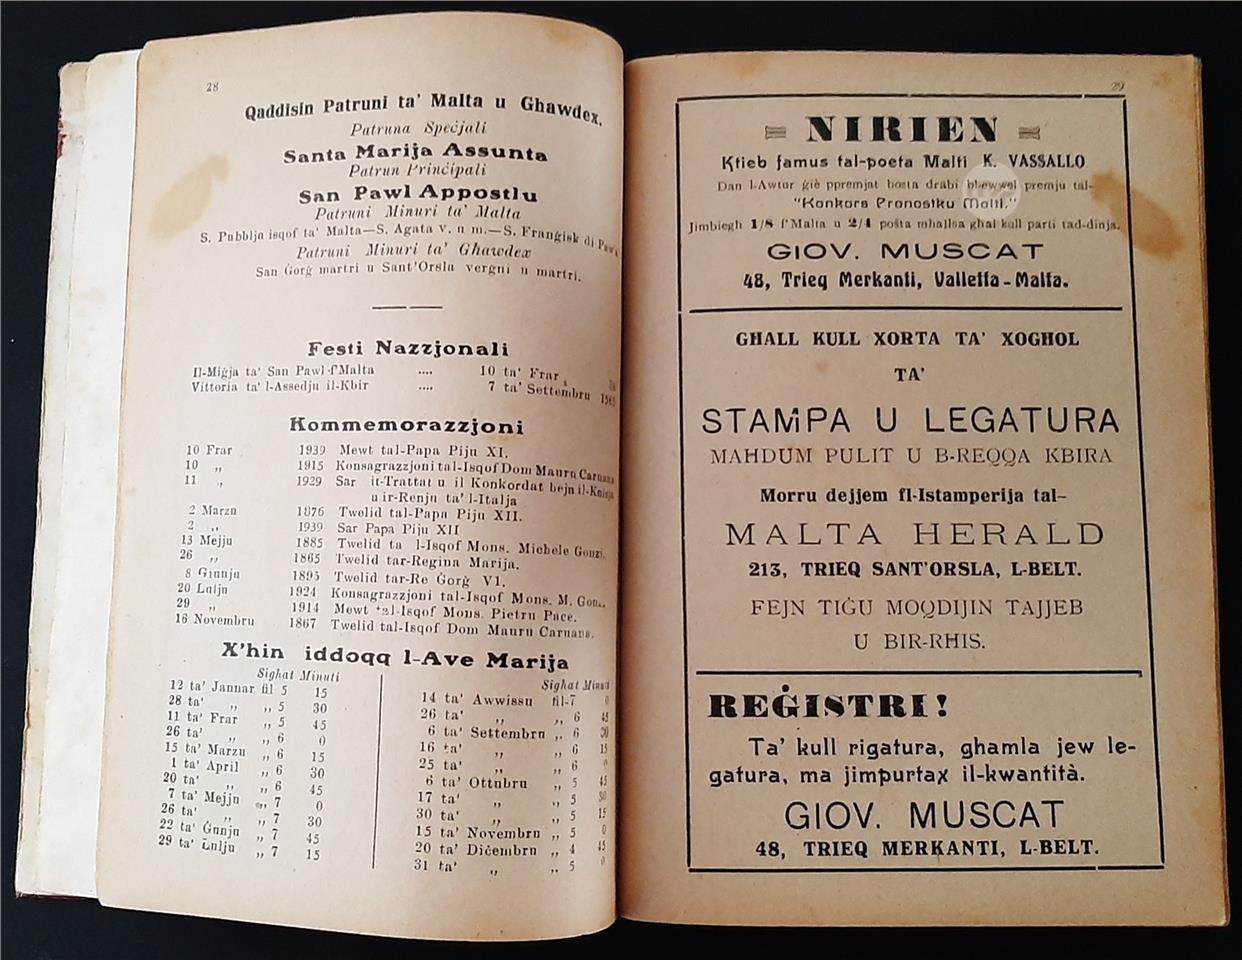 28
Qaddisin Patruni ta' Malta u Ghawdex.
Patruna Speċjali
Santa Marija Assunta
Patrun Prinċipali
San Pawl Appostlu
Patruni Minuri ta' Malta
S. Pubblju isqof ta' Malta—S. Agata v. u m.—S. Franġisk di
Patruni Minuri ta' Ghawdex
San Ġorġ martri u Sant'Orsla verġni u martri.
Festi Nazzjonali
Il-Miġja ta' San Pawl f'Malta .... 10 ta' Frar
Vittoria ta' l-Assedju il-Kbir .... 7 ta' Settembru 1565
Kommemorazzjoni
10 Frar 1939 Mewt tal-Papa Piju XI.
10 „ 1915 Konsagrazzjoni tal-Isqof Dom Mauru Caruana
11 „ 1929 Sar it-Trattat u il Konkordat bejn il-Knisja
u ir-Renju ta' l-Italja
2 Marzu 1876 Twelid tal-Papa Piju XII.
2 „ 1939 Sar Papa Piju XII
13 Mejju 1885 Twelid ta l-Isqof Mons. Michele Gonzi.
26 „ 1865 Twelid tar-Regina Marija.
8 Giunju 1895 Twelid tar-Re Ġorġ V1.
20 Lulju 1924 Konsagrazzjoni tal-Isqof Mons. M. Gon..
29 „ 1914 Mewt tal-Isqof Mons. Pietru Pace.
16 Novembru 1867 Twelid tal-Isqof Dom Mauru Caruana.
X'hin iddoqq l-Ave Marija
Sighat Minuti
12 ta' Jannar fil 5 15
28 ta' „ „ 5 30
11 ta' Frar „ 5 45
26 ta' „ „ 6 0
15 ta' Marzu „ 6 15
1 ta' April „ 6 30
20 ta' „ „ 6 45
7 ta' Mejju „ 7 0
26 ta' „ „ 7 30
22 ta' Ġunju „ 7 45
29 ta' Lulju „ 7 15
Sighat Minuti
14 ta' Awwissu fil-7 0
26 ta' „ „ 6 45
6 ta' Settembru „ 6 30
16 ta' „ „ 6 15
25 ta' „ „ 6 0
6 ta' Ottubru „ 5 45
17 ta' „ „ 5 30
30 ta' „ „ 5 15
15 ta' Novembru „ 5 0
20 ta' Diċembru „ 4 45
31 ta' „ „ 5 0
29
NIRIEN
Ktieb famus tal-poeta Malti K. VASSALLO
Dan l-Awtur ġiè ppremjat bosta drabi bl-ewwel premju tal-
"Konkors Pronostku Malti."
Jimbiegh 1/8 f'Malta u 2/4 posta mhallsa ghal kull parti tad-dinja.
GIOV. MUSCAT
48, Trieq Merkanti, Valletta-Malta.
GHALL KULL XORTA TA' XOGHOL
TA'
STAMPA U LEGATURA
MAHDUM PULIT U B-REQQA KBIRA
Morru dejjem fl-Istamperija tal-
MALTA HERALD
213, TRIEQ SANT'ORSLA, L-BELT.
FEJN TIĠU MOQDIJIN TAJJEB
U BIR-RHIS.
REĠISTRI!
Ta' kull rigatura, ghamla jew le-
gatura, ma jimpurtax il-kwantità.
GIOV. MUSCAT
48, TRIEQ MERKANTI, L-BELT.